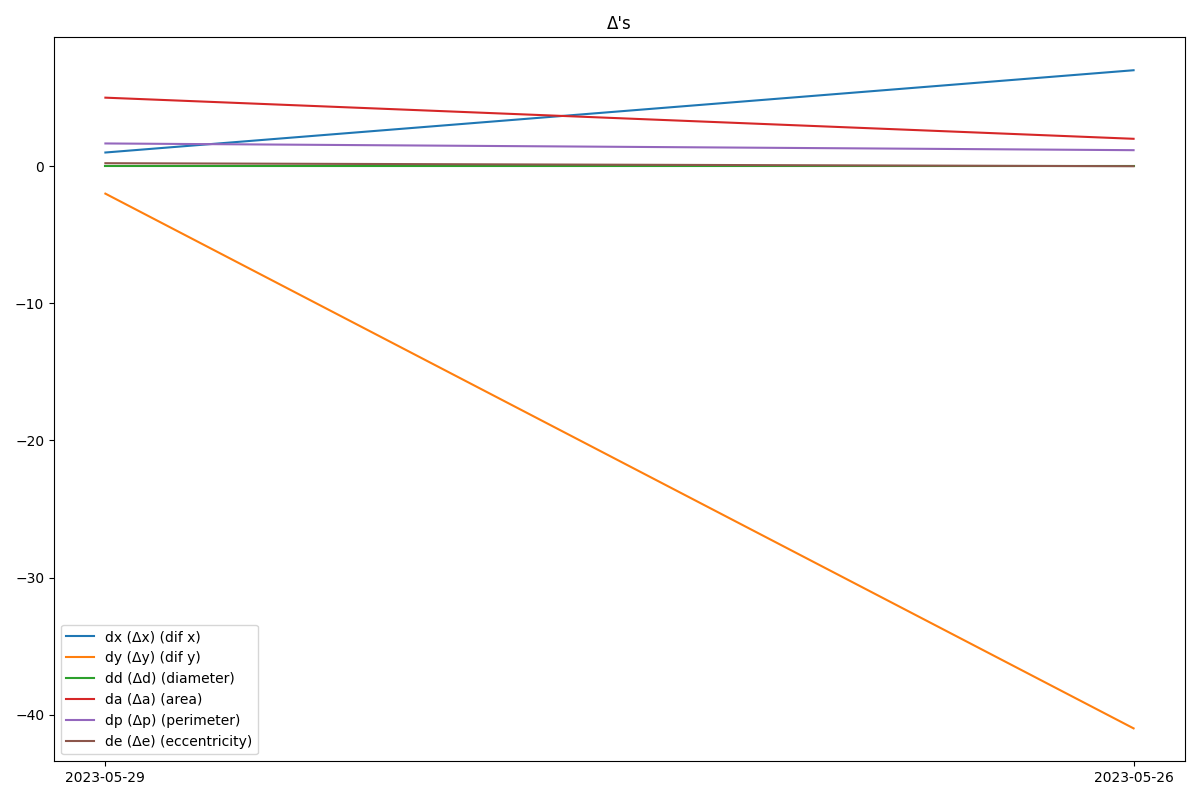 Δ's
0
−10
−20
−30
−40
dx (Δx) (dif x)
dy (Δy) (dif y)
dd (Δd) (diameter)
da (Δa) (area)
dp (Δp) (perimeter)
de (Δe) (eccentricity)
2023-05-29
2023-05-26